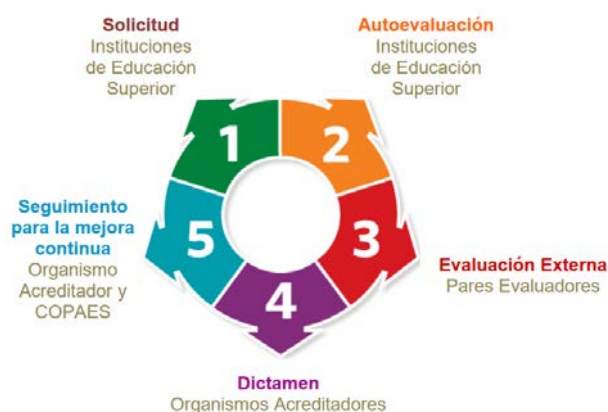 Solicitud
Instituciones
de Educación
Superior
Autoevaluación
Instituciones
de Educación
Superior
1
2
3
4
5
Evaluación Externa
Pares Evaluadores
Dictamen
Organismos Acreditadores
Seguimiento
para la mejora
continua
Organismo
Acreditador y
COPAES